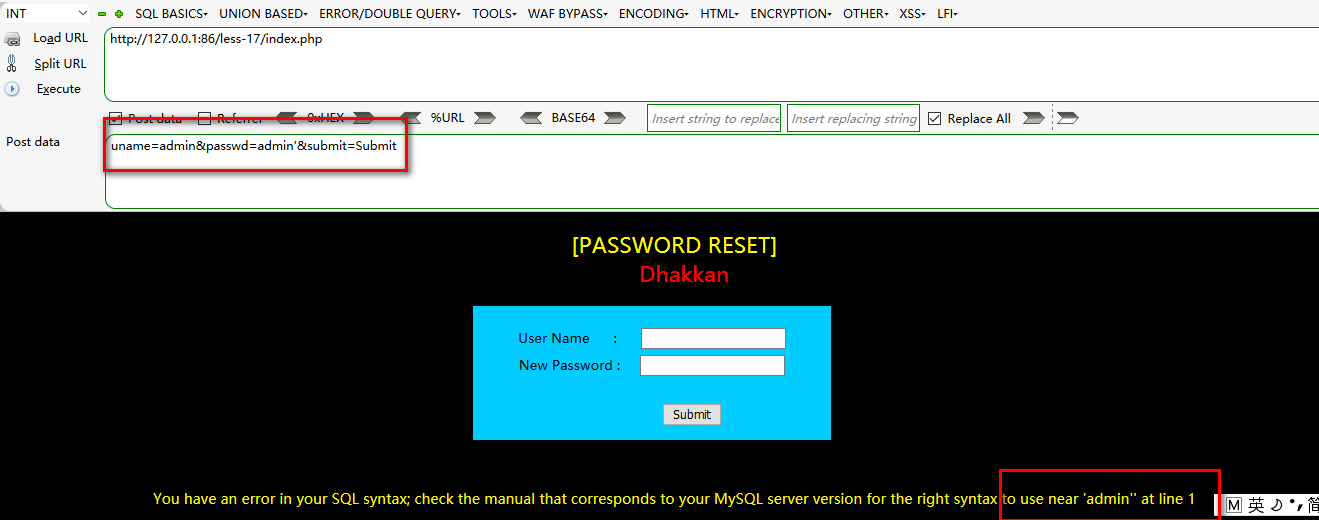 INT SQL BASICS▾ UNION BASED▾ ERROR/DOUBLE QUERY▾ TOOLS▾ WAF BYPASS▾ ENCODING▾ HTML▾ ENCRYPTION▾ OTHER▾ XSS▾ LFI▾
Load URL
http://127.0.0.1:86/less-17/index.php
Split URL
Execute
Post data Referrer 0xHEX %URL BASE64 Insert string to replace Insert replacing string Replace All
Post data
uname=admin&passwd=admin'&submit=Submit
[PASSWORD RESET]
Dhakkan
User Name :
New Password :
Submit
You have an error in your SQL syntax; check the manual that corresponds to your MySQL server version for the right syntax to use near 'admin'' at line 1
M 英 简